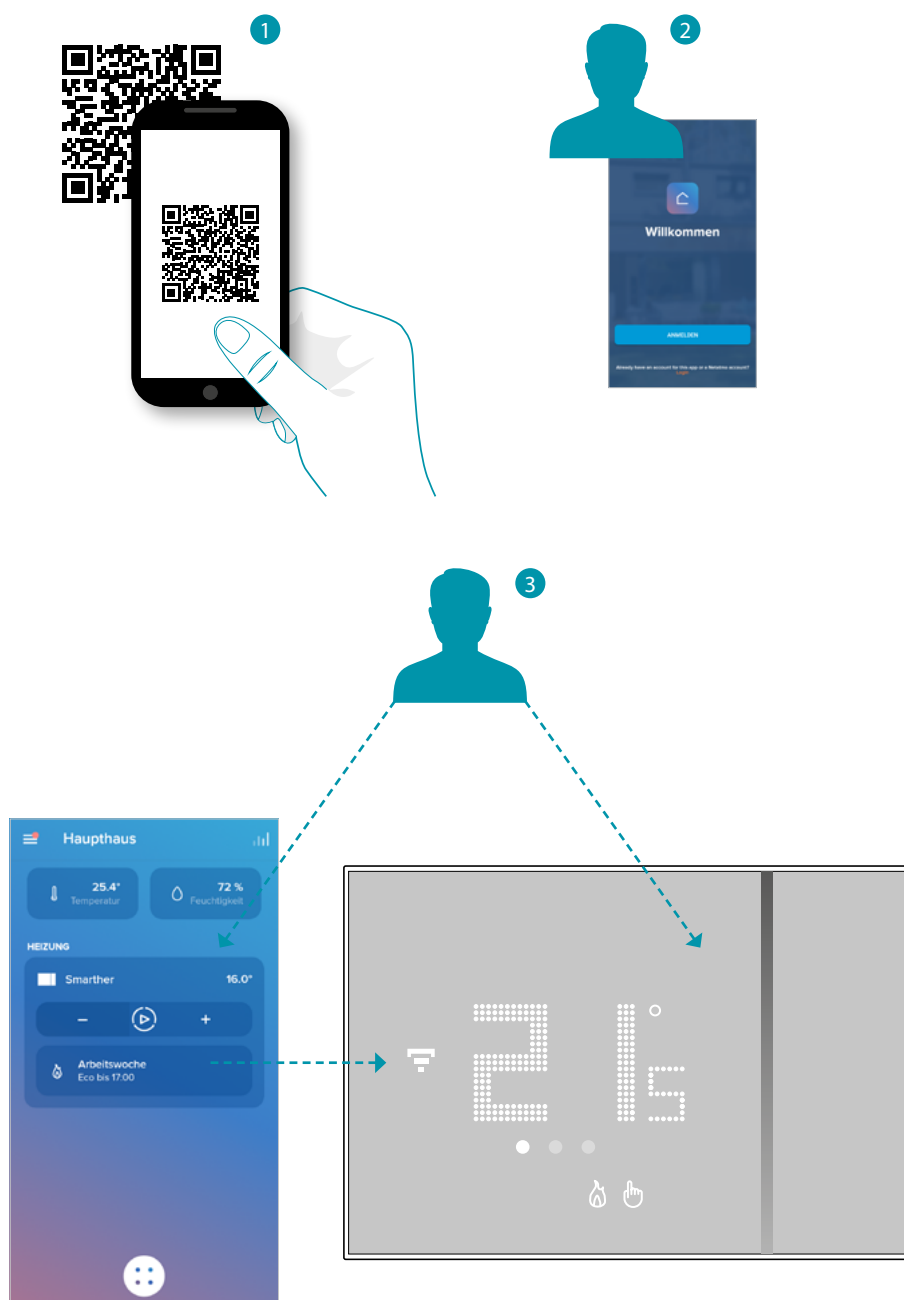 1
2
Willkommen
ANMELDEN
Already have an account for this app or a Netatmo account?
Login
3
Haupthaus
25.4°
Temperatur
72 %
Feuchtigkeit
HEIZUNG
Smarther
16.0°
− +
Arbeitswoche
Eco bis 17:00
21°5